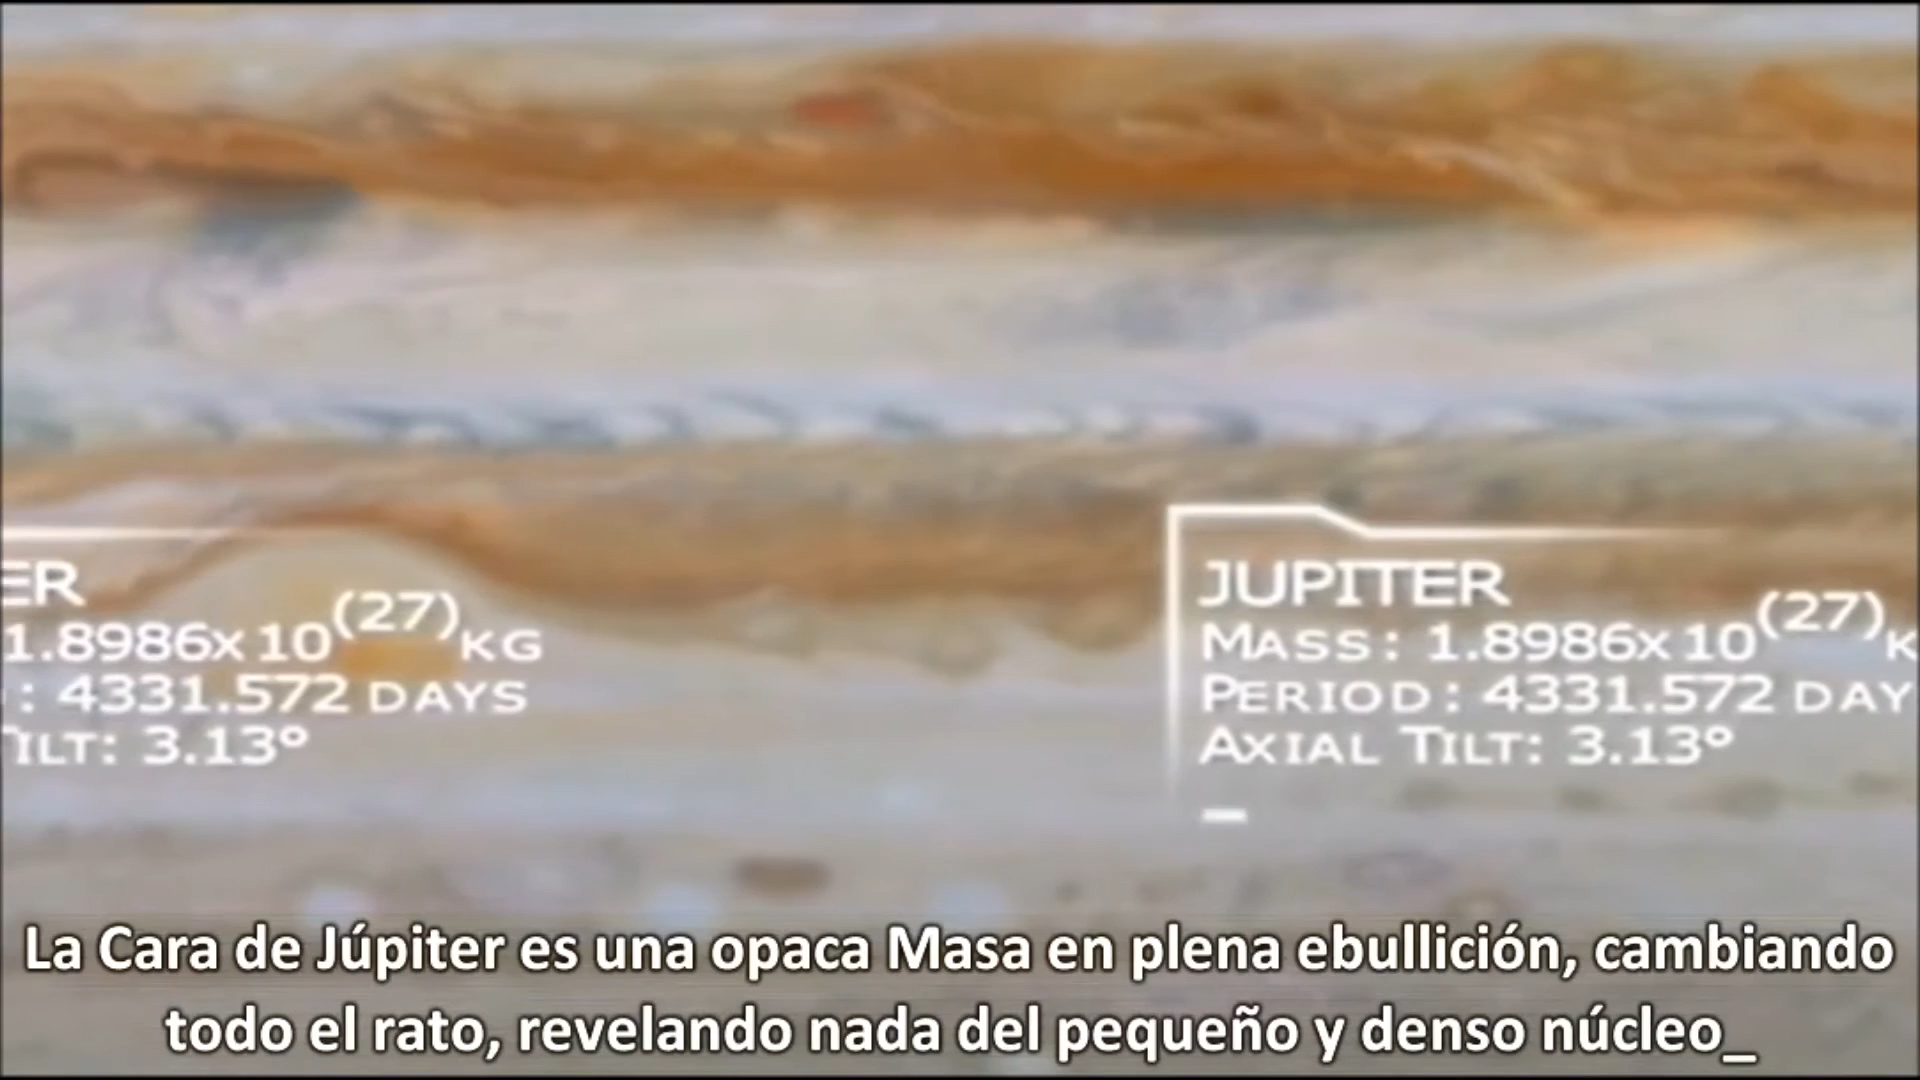 ER
1.8986x10(27)KG
: 4331.572 DAYS
TILT: 3.13°
JUPITER
MASS: 1.8986x10(27)K
PERIOD: 4331.572 DAY
AXIAL TILT: 3.13°
La Cara de Júpiter es una opaca Masa en plena ebullición, cambiando
todo el rato, revelando nada del pequeño y denso núcleo_